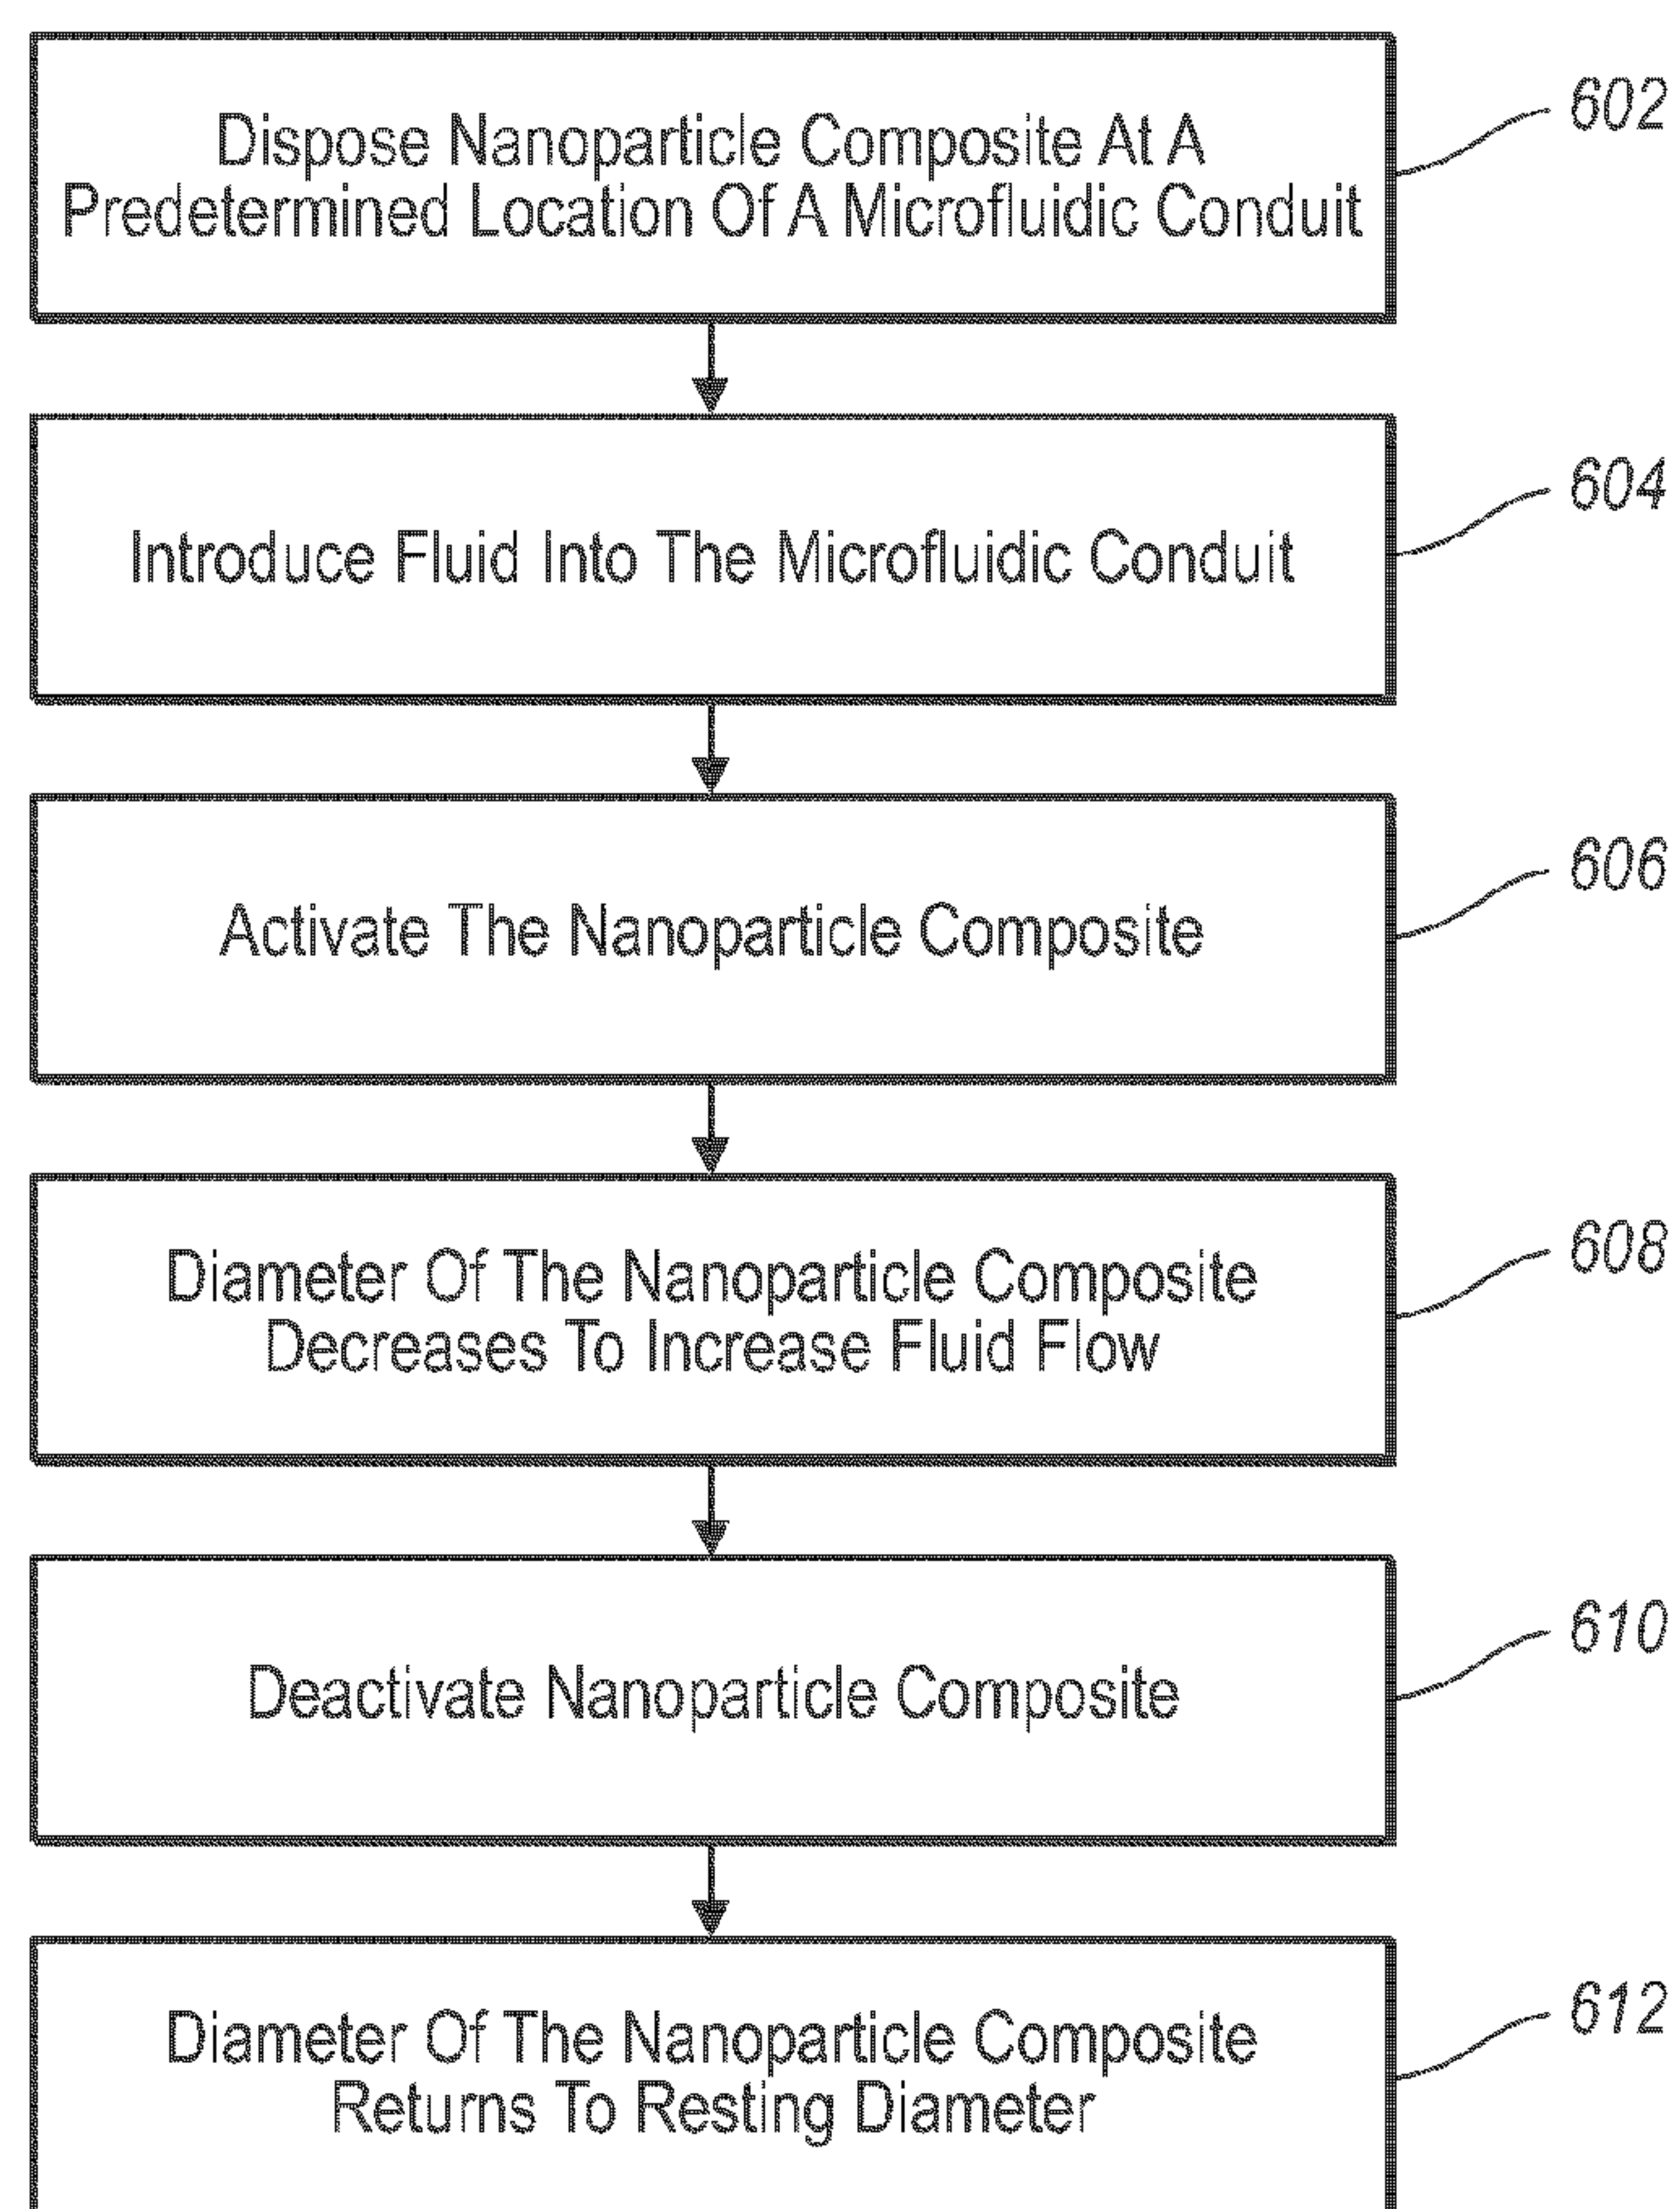 Dispose Nanoparticle Composite At A
Predetermined Location Of A Microfluidic Conduit
602
Introduce Fluid Into The Microfluidic Conduit
604
Activate The Nanoparticle Composite
606
Diameter Of The Nanoparticle Composite
Decreases To Increase Fluid Flow
608
Deactivate Nanoparticle Composite
610
Diameter Of The Nanoparticle Composite
Returns To Resting Diameter
612